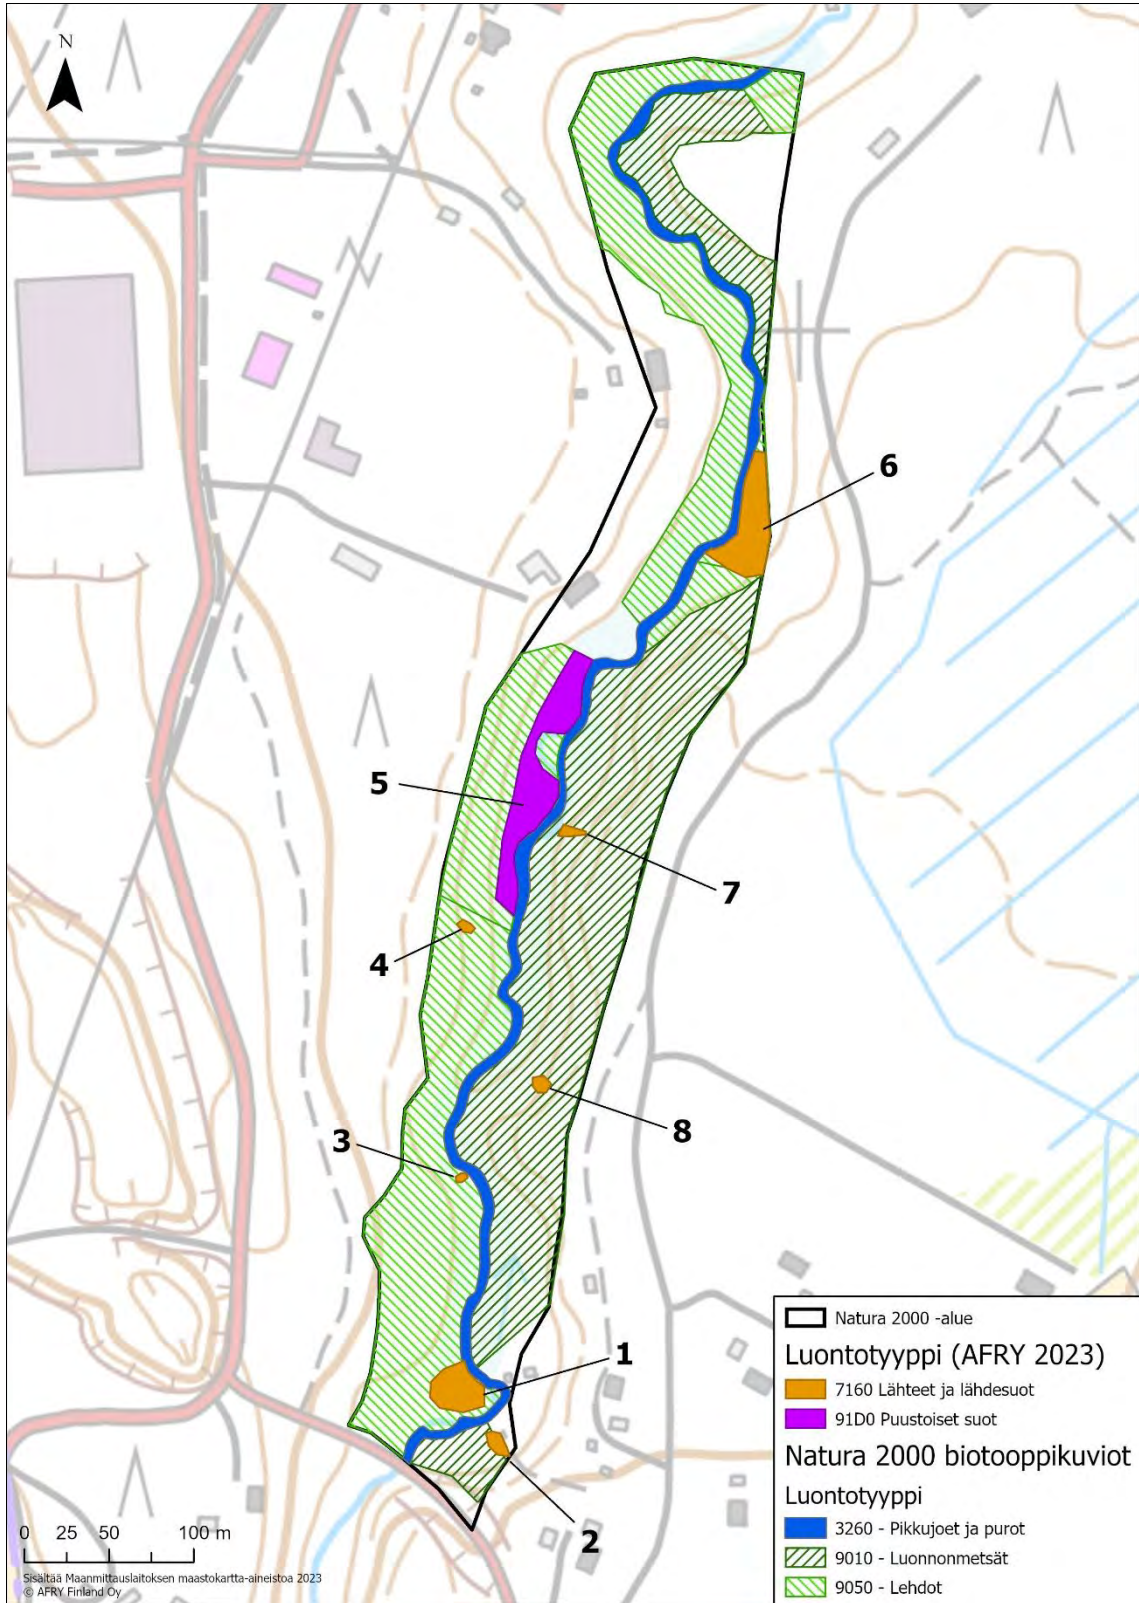 N
6
5
7
4
8
3
1
2
Natura 2000 -alue
Luontotyyppi (AFRY 2023)
7160 Lähteet ja lähdesuot
91D0 Puustoiset suot
Natura 2000 biotooppikuviot
Luontotyyppi
3260 - Pikkujoet ja purot
9010 - Luonnonmetsät
9050 - Lehdot
0 25 50 100 m
Sisältää Maanmittauslaitoksen maastokartta-aineistoa 2023
© AFRY Finland Oy